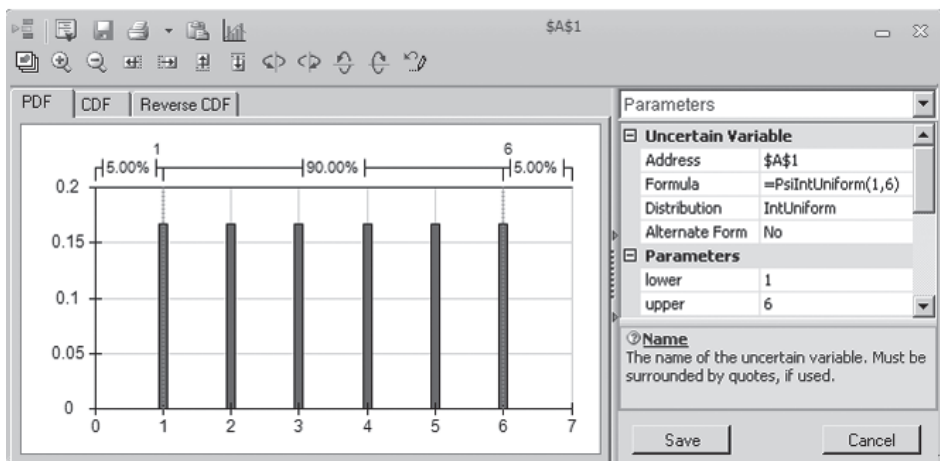 $A$1
PDF CDF Reverse CDF
Parameters
1 6
5.00% 90.00% 5.00%
0.2
0.15
0.1
0.05
0
0 1 2 3 4 5 6 7
Uncertain Variable
Address $A$1
Formula =PsiIntUniform(1,6)
Distribution IntUniform
Alternate Form No
Parameters
lower 1
upper 6
Name
The name of the uncertain variable. Must be
surrounded by quotes, if used.
Save Cancel